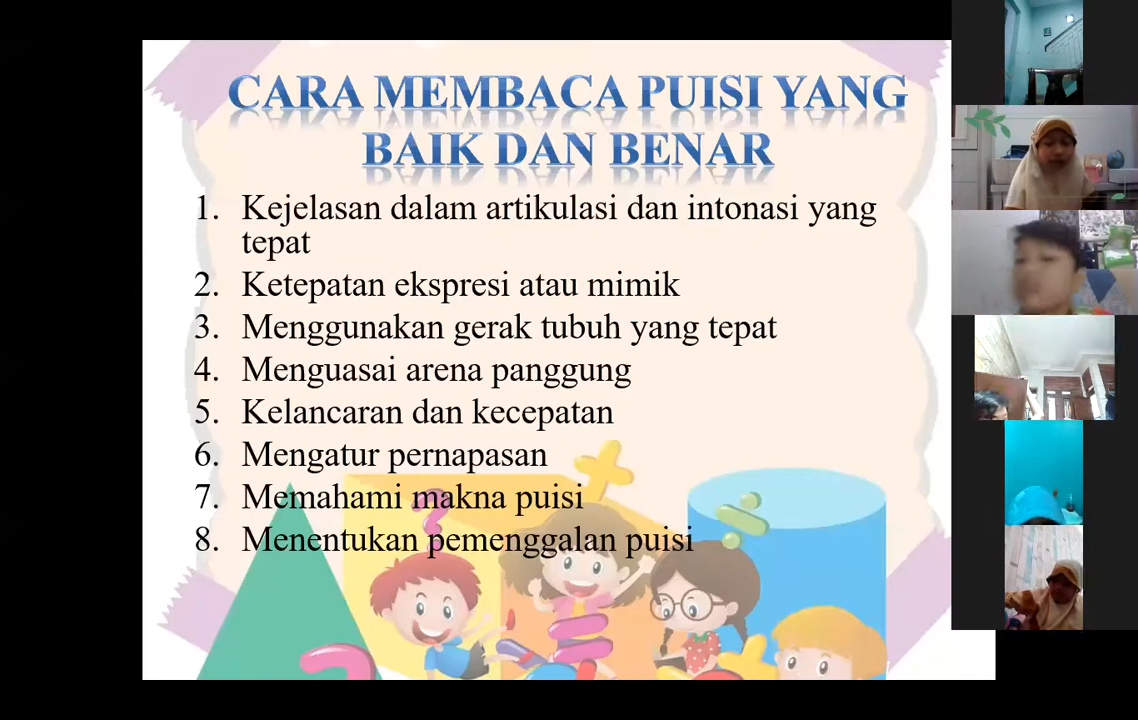 CARA MEMBACA PUISI YANG
BAIK DAN BENAR
1. Kejelasan dalam artikulasi dan intonasi yang
tepat
2. Ketepatan ekspresi atau mimik
3. Menggunakan gerak tubuh yang tepat
4. Menguasai arena panggung
5. Kelancaran dan kecepatan
6. Mengatur pernapasan
7. Memahami makna puisi
8. Menentukan pemenggalan puisi